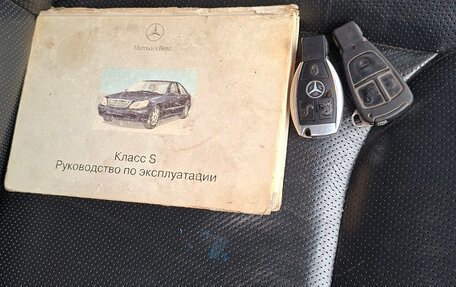 Mercedes-Benz
Класс S
Руководство по эксплуатации